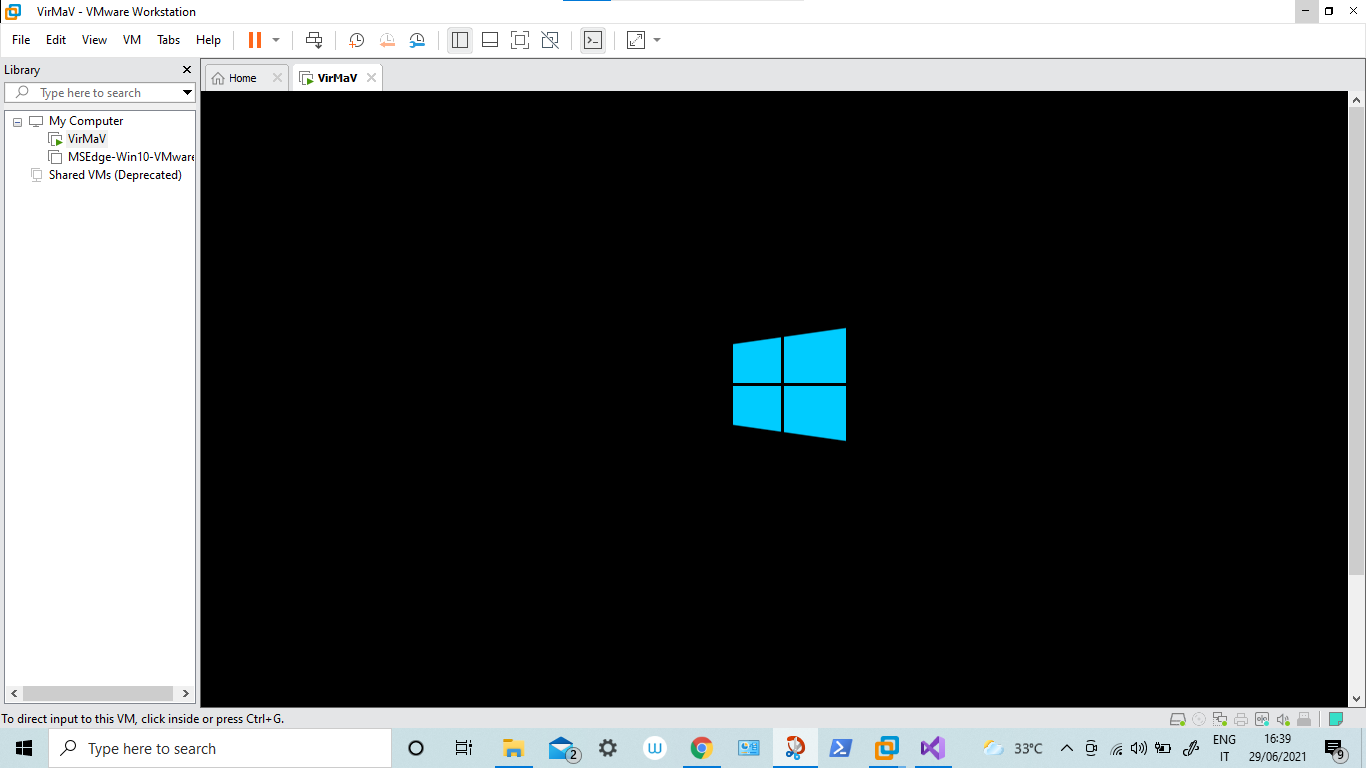 VirMaV - VMware Workstation
File Edit View VM Tabs Help
Library
Home
VirMaV
Type here to search
My Computer
VirMaV
MSEdge-Win10-VMware
Shared VMs (Deprecated)
To direct input to this VM, click inside or press Ctrl+G.
Type here to search
2
W
33°C
ENG
IT
16:39
29/06/2021
9